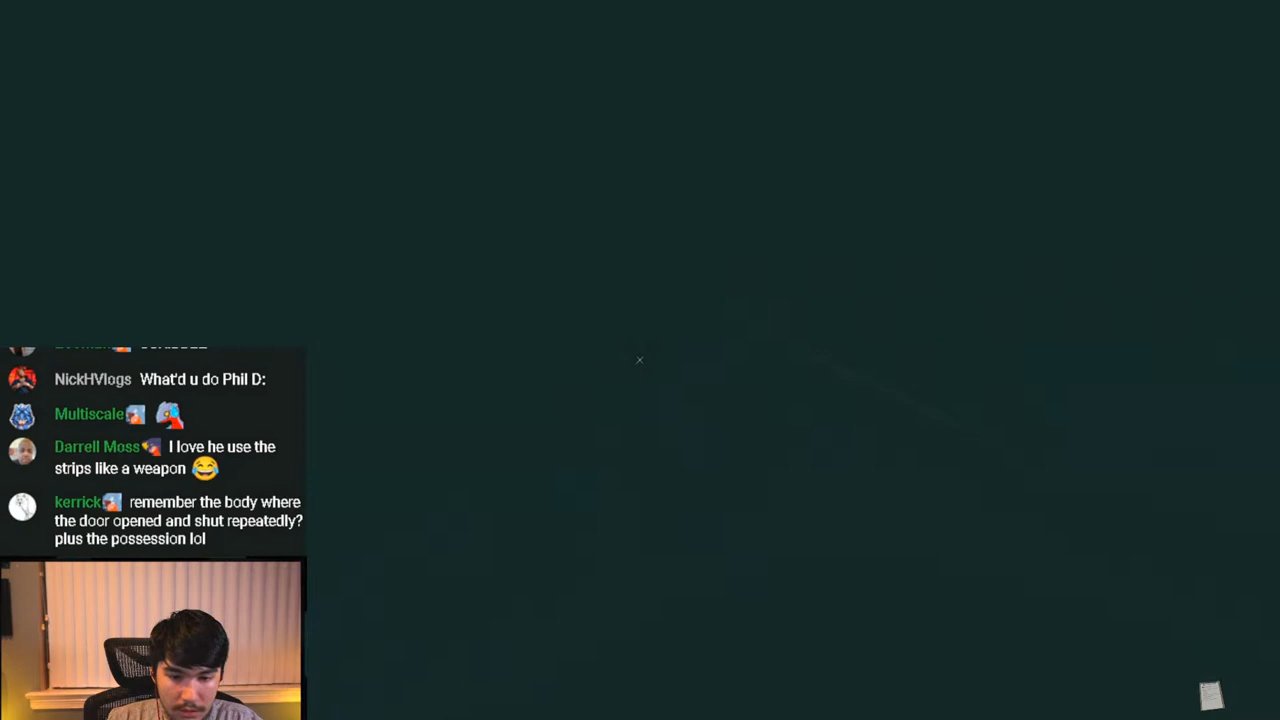 NickHVlogs What'd u do Phil D:
Multiscale
Darrell Moss I love he use the
strips like a weapon 😂
kerrick remember the body where
the door opened and shut repeatedly?
plus the possession lol